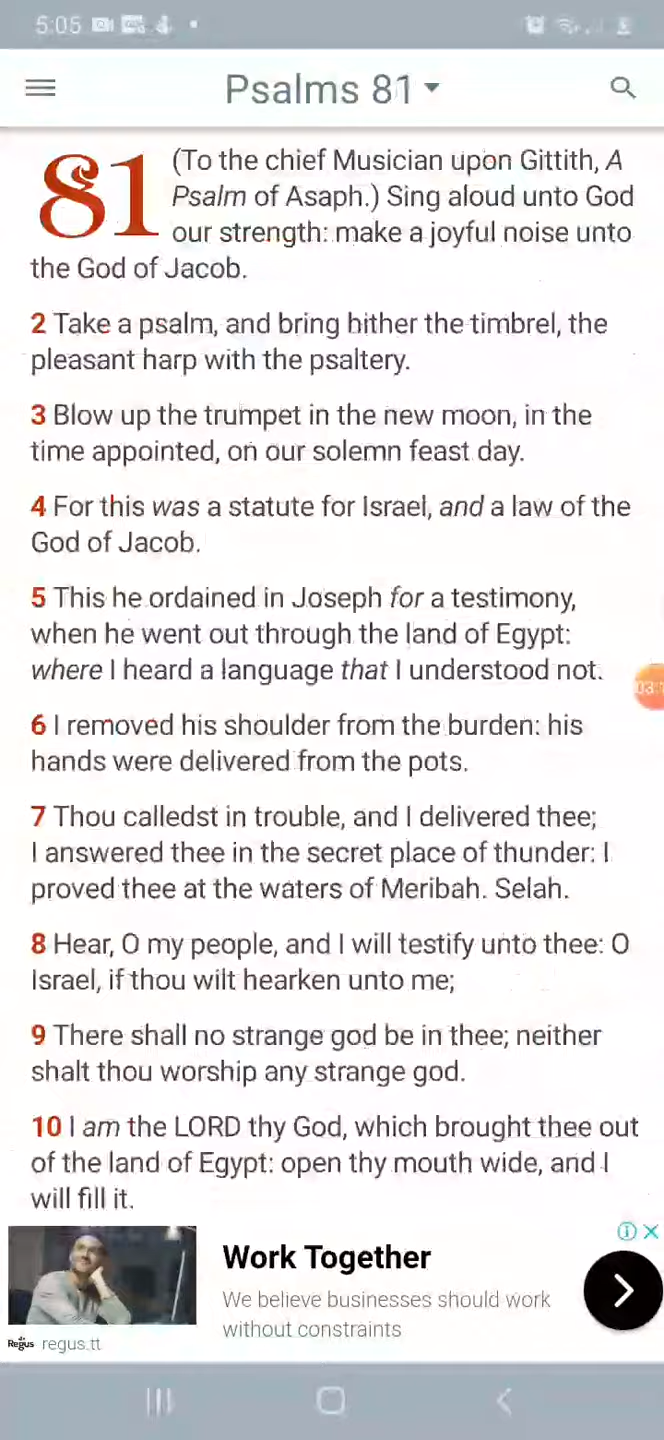 5:05
Psalms 81
81 (To the chief Musician upon Gittith, A
Psalm of Asaph.) Sing aloud unto God
our strength: make a joyful noise unto
the God of Jacob.
2 Take a psalm, and bring hither the timbrel, the
pleasant harp with the psaltery.
3 Blow up the trumpet in the new moon, in the
time appointed, on our solemn feast day.
4 For this was a statute for Israel, and a law of the
God of Jacob.
5 This he ordained in Joseph for a testimony,
when he went out through the land of Egypt:
where I heard a language that I understood not.
6 I removed his shoulder from the burden: his
hands were delivered from the pots.
7 Thou calledst in trouble, and I delivered thee;
I answered thee in the secret place of thunder: I
proved thee at the waters of Meribah. Selah.
8 Hear, O my people, and I will testify unto thee: O
Israel, if thou wilt hearken unto me;
9 There shall no strange god be in thee; neither
shalt thou worship any strange god.
10 I am the LORD thy God, which brought thee out
of the land of Egypt: open thy mouth wide, and I
will fill it.
Work Together
We believe businesses should work
without constraints
Regus regus.tt